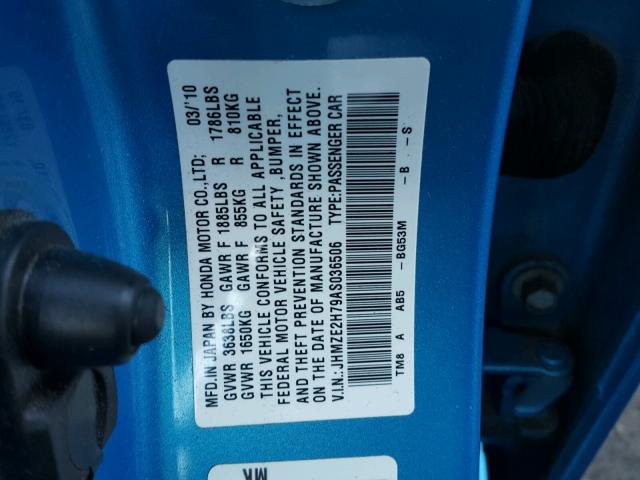 MFD.IN JAPAN BY HONDA MOTOR CO.,LTD; 03/'10
GVWR 3638LBS GAWR F 1885LBS R 1786LBS
GVWR 1650KG GAWR F 855KG R 810KG
THIS VEHICLE CONFORMS TO ALL APPLICABLE
FEDERAL MOTOR VEHICLE SAFETY ,BUMPER,
AND THEFT PREVENTION STANDARDS IN EFFECT
ON THE DATE OF MANUFACTURE SHOWN ABOVE.
V.I.N.:JHMZE2H79AS036506 TYPE:PASSENGER CAR
TM8 A AB5 -BG53M -B -S
MK